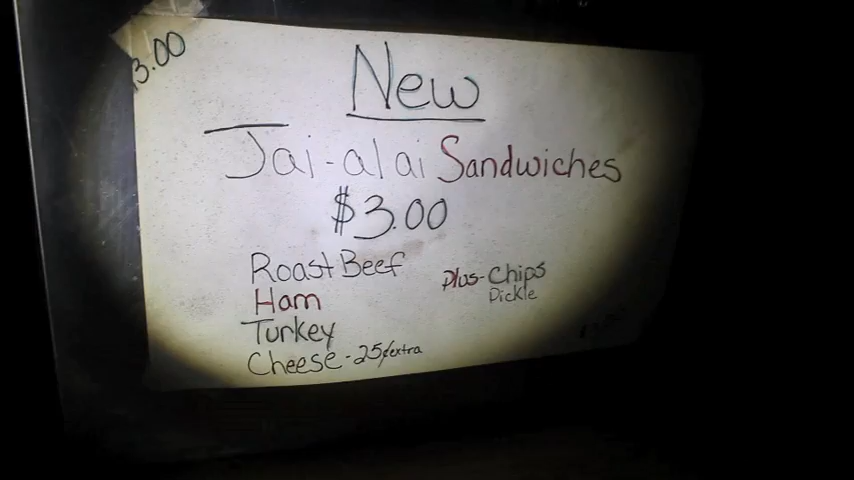 3.00
New
Jai-alai Sandwiches
$3.00
Roast Beef
Ham
Turkey
Cheese - 25¢ extra
Plus - Chips
Pickle